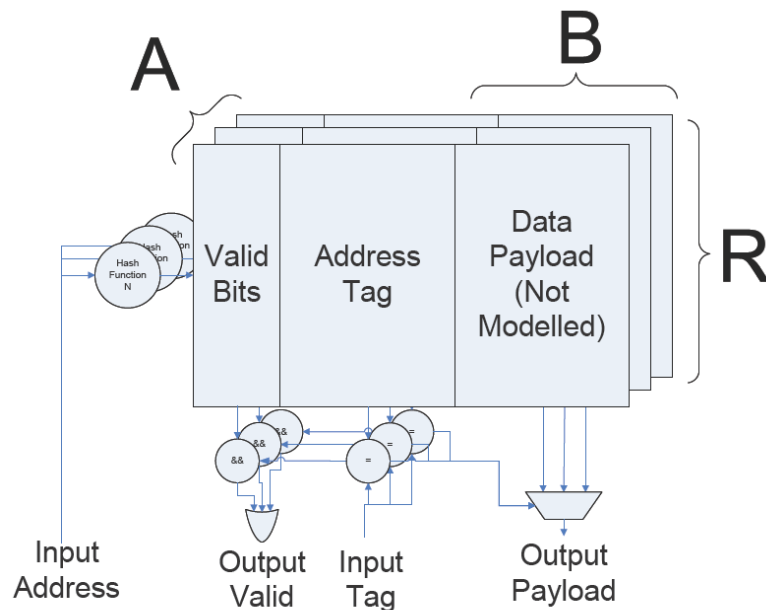 A
B
R
Valid
Bits
Address
Tag
Data
Payload
(Not
Modelled)
Hash
Function
N
&&
&&
&&
=
=
=
Input
Address
Output
Valid
Input
Tag
Output
Payload